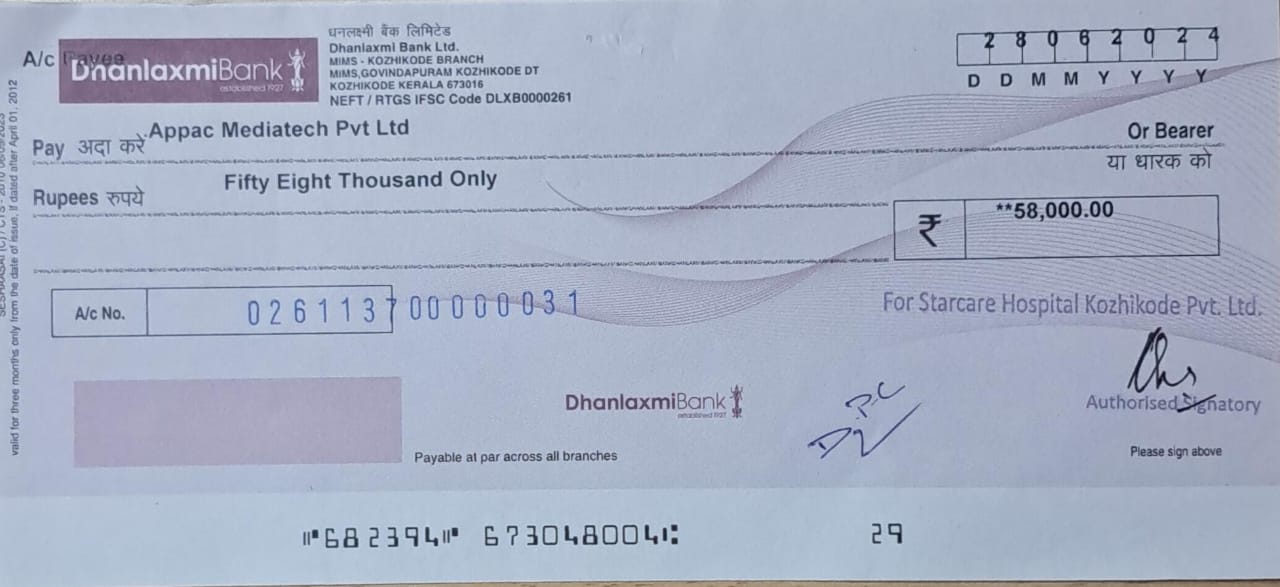 A/c Payee
DhanlaxmiBank
established 1927
धनलक्ष्मी बैंक लिमिटेड
Dhanlaxmi Bank Ltd.
MIMS - KOZHIKODE BRANCH
MIMS,GOVINDAPURAM KOZHIKODE DT
KOZHIKODE KERALA 673016
NEFT / RTGS IFSC Code DLXB0000261
2 8 0 6 2 0 2 4
D D M M Y Y Y Y
Pay अदा करें Appac Mediatech Pvt Ltd Or Bearer
या धारक को
Rupees रुपये Fifty Eight Thousand Only
₹ **58,000.00
A/c No. 026113700000031
For Starcare Hospital Kozhikode Pvt. Ltd.
DhanlaxmiBank
established 1927
Authorised Signatory
Payable at par across all branches
Please sign above
⑈682394⑈ 673048004⑆ 29
valid for three months only from the date of issue, if dated after April 01, 2012